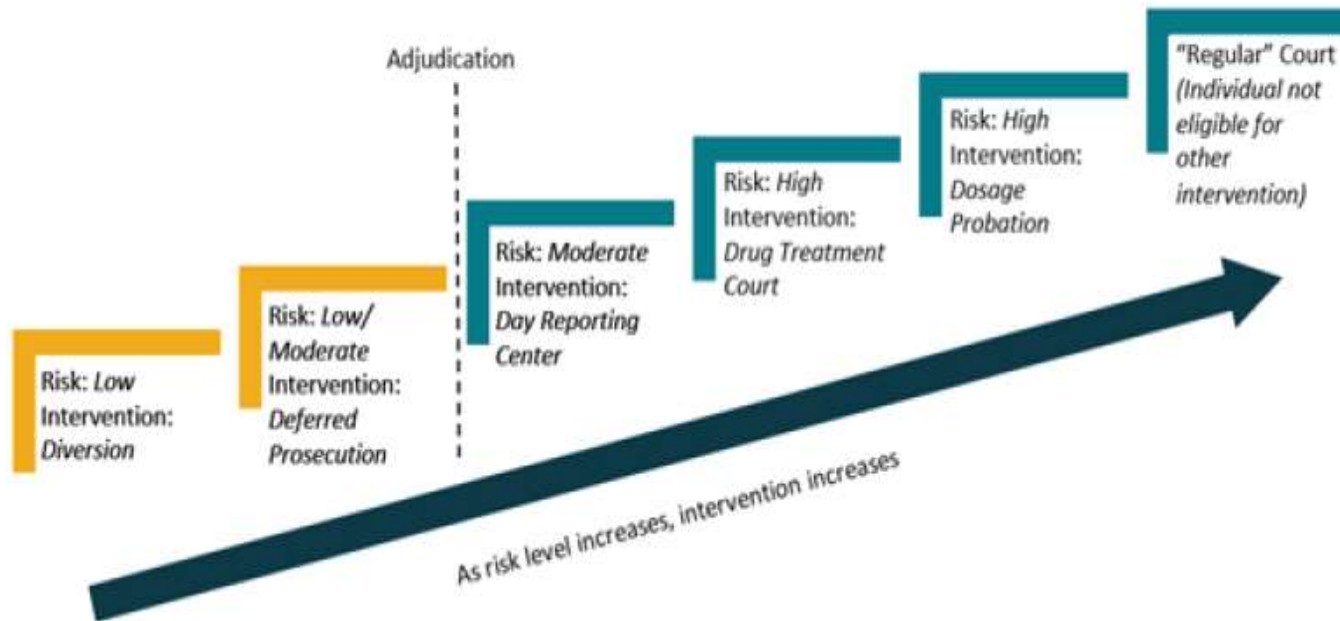 Adjudication
Risk: Low
Intervention:
Diversion
Risk: Low/
Moderate
Intervention:
Deferred
Prosecution
Risk: Moderate
Intervention:
Day Reporting
Center
Risk: High
Intervention:
Drug Treatment
Court
Risk: High
Intervention:
Dosage
Probation
“Regular” Court
(Individual not
eligible for
other
intervention)
As risk level increases, intervention increases